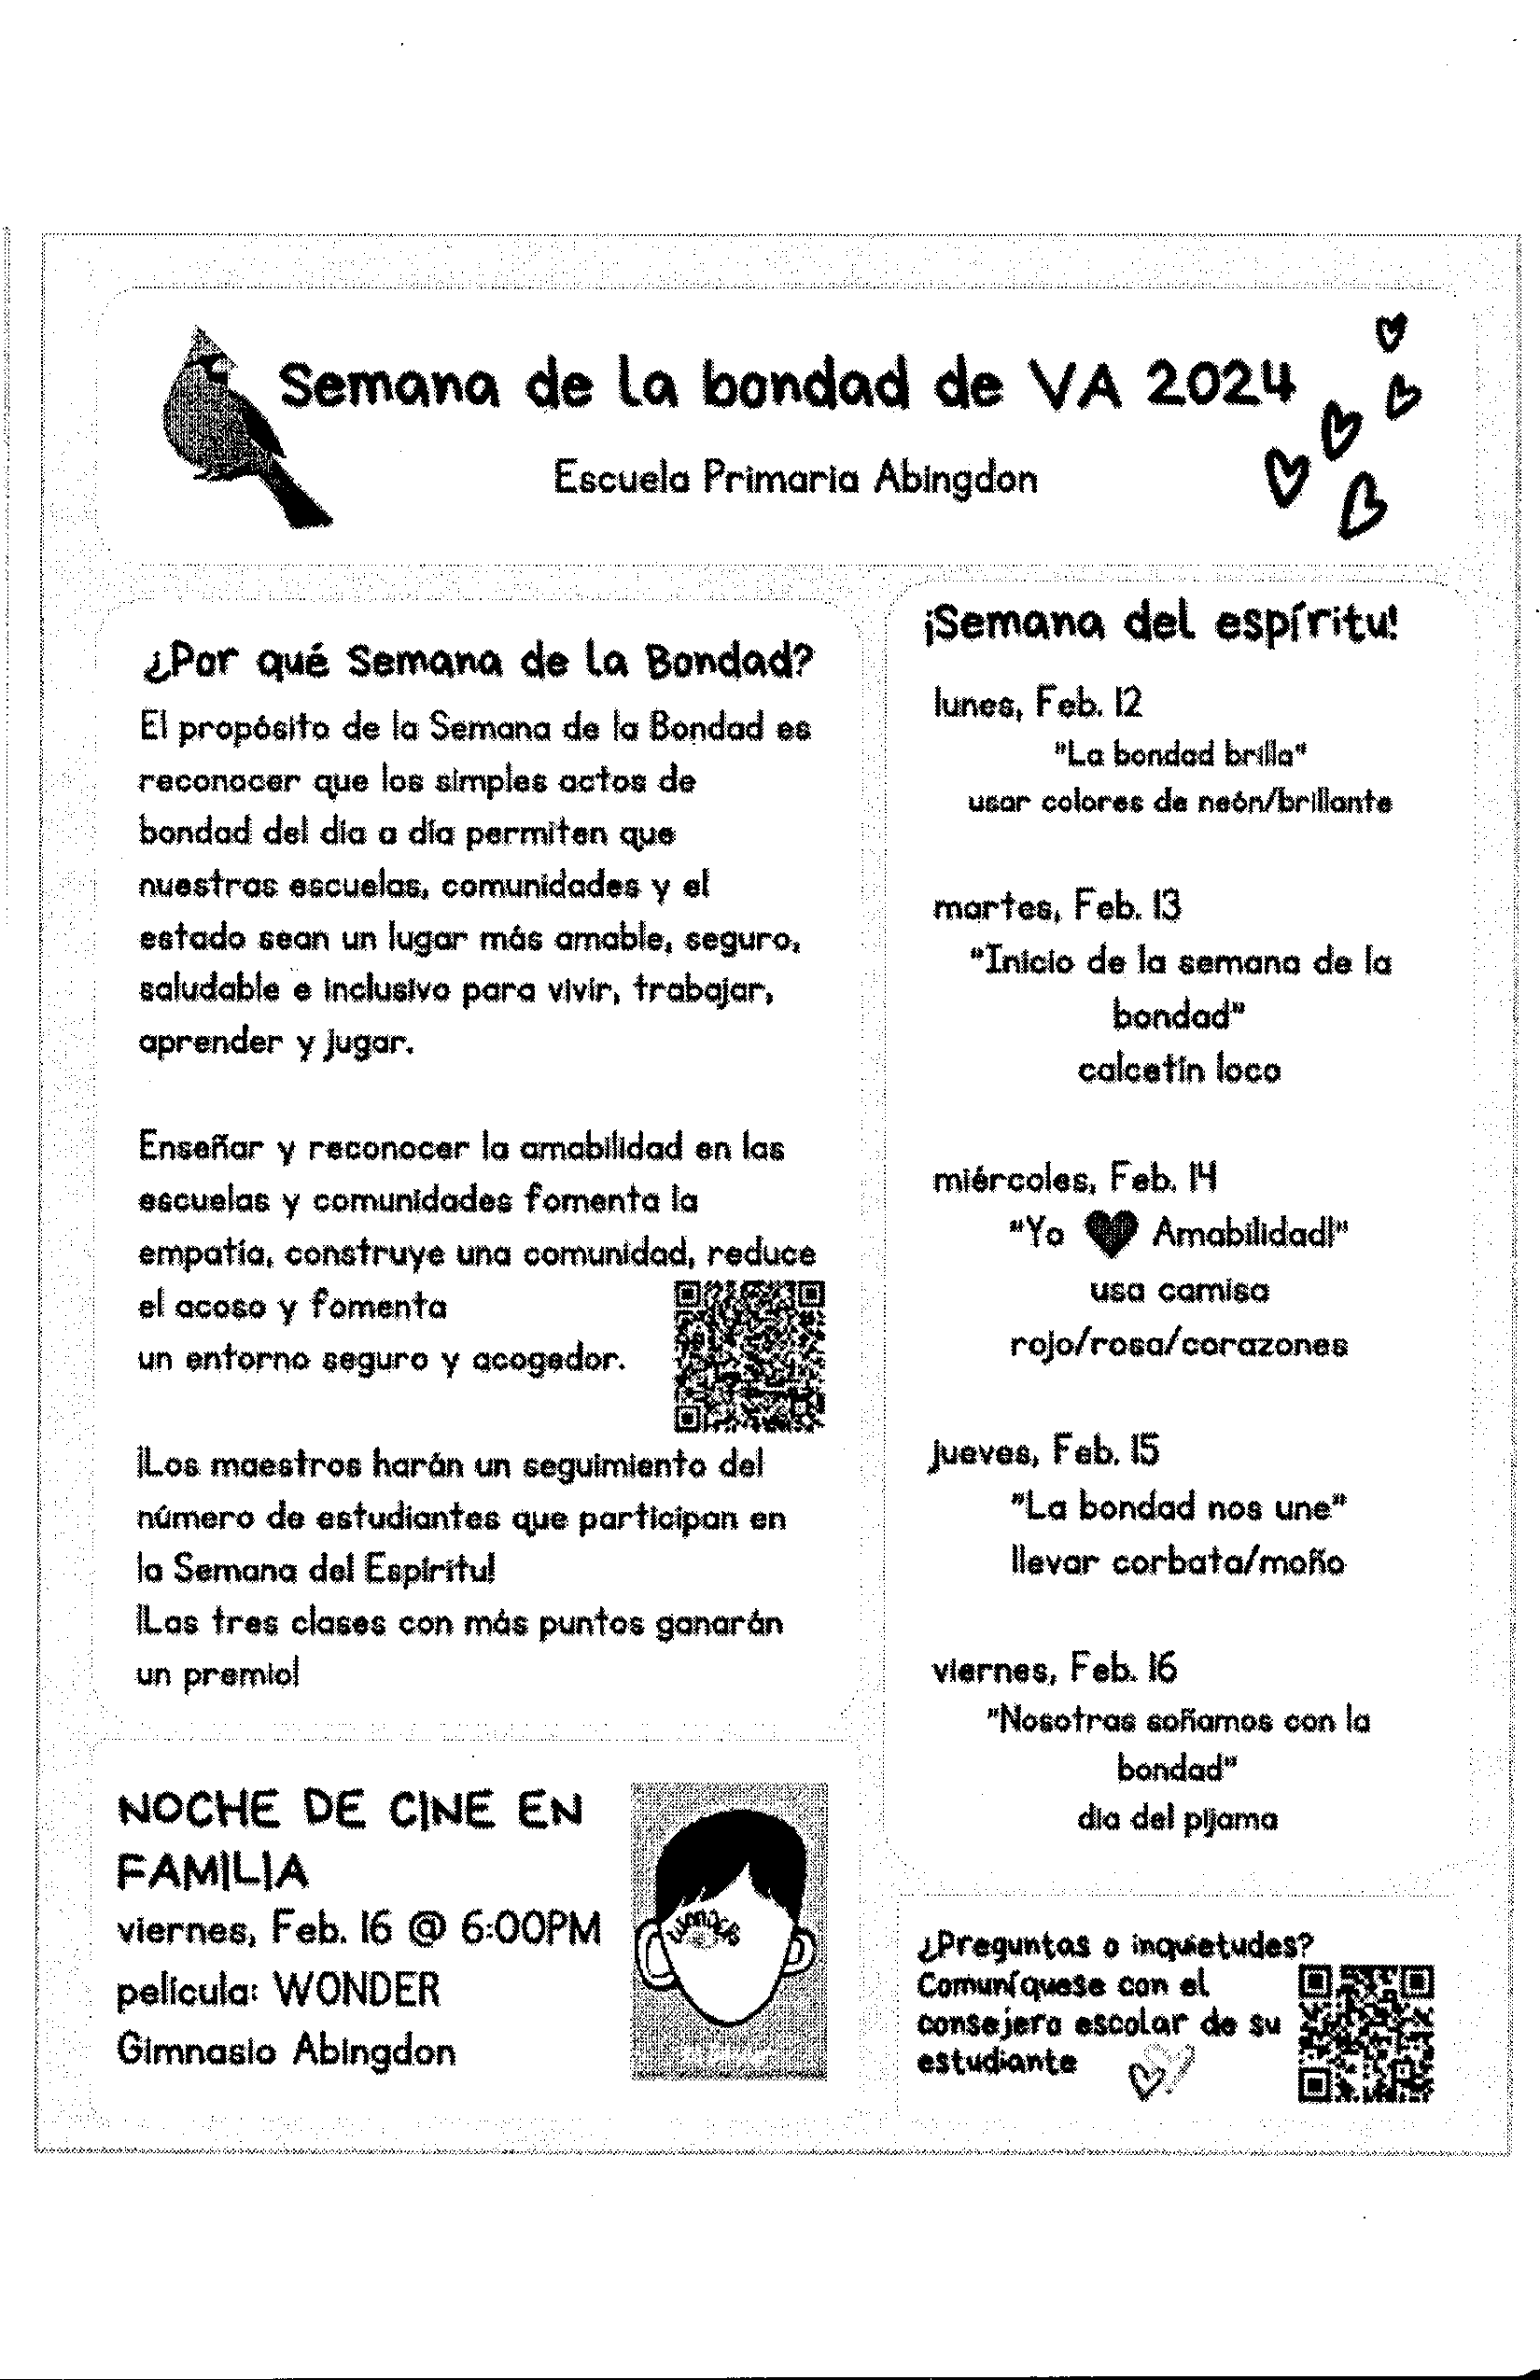 Semana de la bondad de VA 2024
Escuela Primaria Abingdon
¿Por qué Semana de la Bondad?
El propósito de la Semana de la Bondad es
reconocer que los simples actos de
bondad del día a día permiten que
nuestras escuelas, comunidades y el
estado sean un lugar más amable, seguro,
saludable e inclusivo para vivir, trabajar,
aprender y jugar.
Enseñar y reconocer la amabilidad en las
escuelas y comunidades fomenta la
empatía, construye una comunidad, reduce
el acoso y fomenta
un entorno seguro y acogedor.
¡Los maestros harán un seguimiento del
número de estudiantes que participan en
la Semana del Espíritu!
¡Las tres clases con más puntos ganarán
un premio!
NOCHE DE CINE EN
FAMILIA
viernes, Feb. 16 @ 6:00PM
película: WONDER
Gimnasio Abingdon
¡Semana del espíritu!
lunes, Feb. 12
"La bondad brilla"
usar colores de neón/brillante
martes, Feb. 13
"Inicio de la semana de la
bondad"
calcetín loco
miércoles, Feb. 14
"Yo Amabilidad!"
usa camisa
rojo/rosa/corazones
jueves, Feb. 15
"La bondad nos une"
llevar corbata/moño
viernes, Feb. 16
"Nosotras soñamos con la
bondad"
día del pijama
¿Preguntas o inquietudes?
Comuníquese con el
consejero escolar de su
estudiante